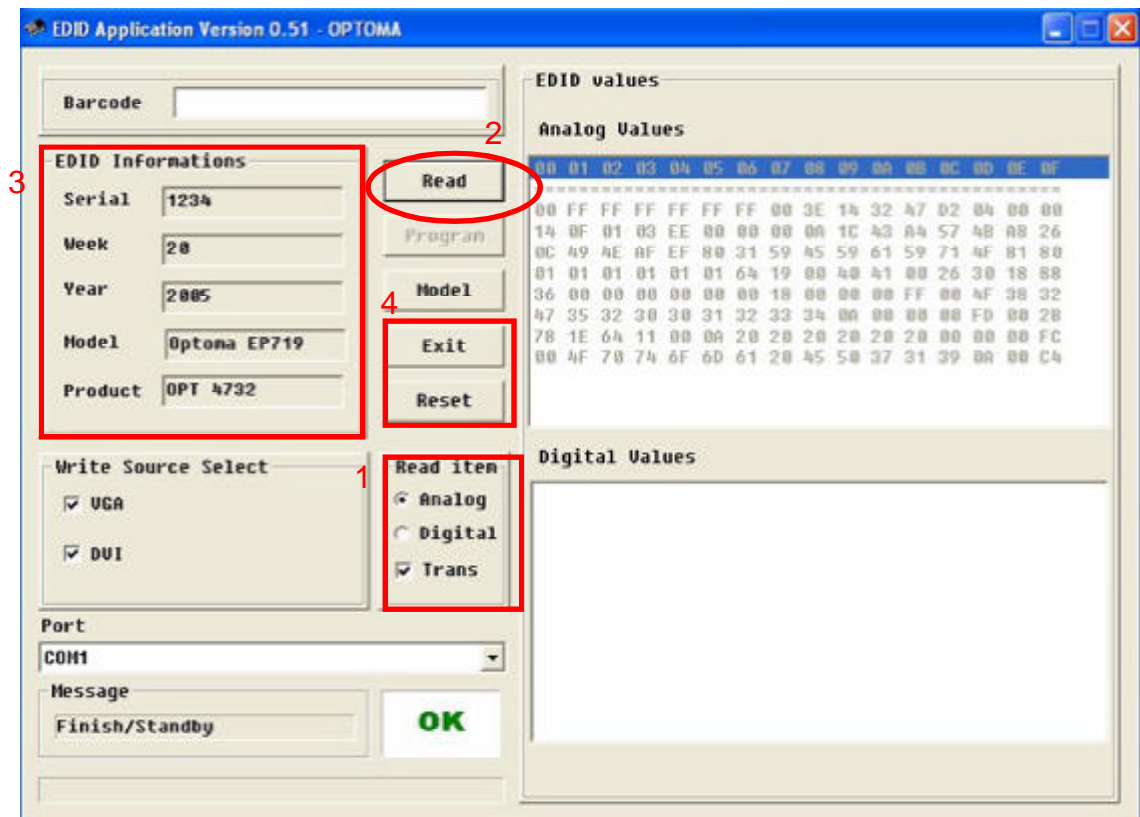 EDID Application Version 0.51 - OPTOMA
Barcode
3
EDID Informations
Serial 1234
Week 20
Year 2005
Model Optoma EP719
Product OPT 4732
2
Read
Program
Model
4
Exit
Reset
Write Source Select
VGA
DVI
1
Read item
Analog
Digital
Trans
Port
COM1
Message
Finish/Standby
OK
EDID values
Analog Values
00 01 02 03 04 05 06 07 08 09 0A 0B 0C 0D 0E 0F
================================================
00 FF FF FF FF FF FF 00 3E 14 32 47 D2 04 00 00
14 0F 01 03 EE 00 00 00 0A 1C 43 A4 57 4B A8 26
0C 49 4E AF EF 80 31 59 45 59 61 59 71 4F 81 80
01 01 01 01 01 01 64 19 00 40 41 00 26 30 18 88
36 00 00 00 00 00 00 18 00 00 00 FF 00 4F 38 32
47 35 32 30 30 31 32 33 34 0A 00 00 00 FD 00 2B
78 1E 64 11 00 0A 20 20 20 20 20 20 00 00 00 FC
00 4F 70 74 6F 6D 61 20 45 50 37 31 39 0A 00 C4
Digital Values